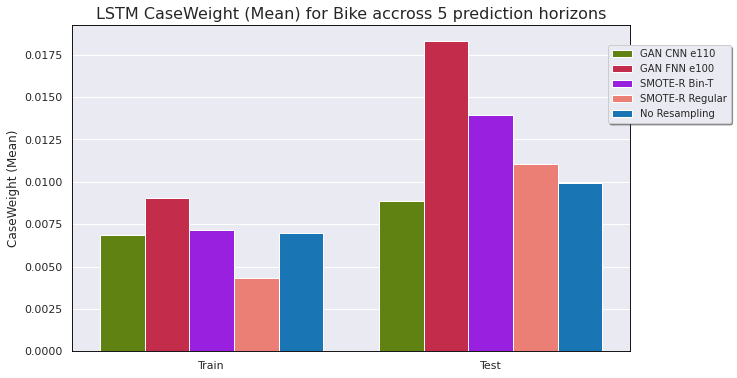 LSTM CaseWeight (Mean) for Bike accross 5 prediction horizons
CaseWeight (Mean)
0.0175
0.0150
0.0125
0.0100
0.0075
0.0050
0.0025
0.0000
Train
Test
GAN CNN e110
GAN FNN e100
SMOTE-R Bin-T
SMOTE-R Regular
No Resampling